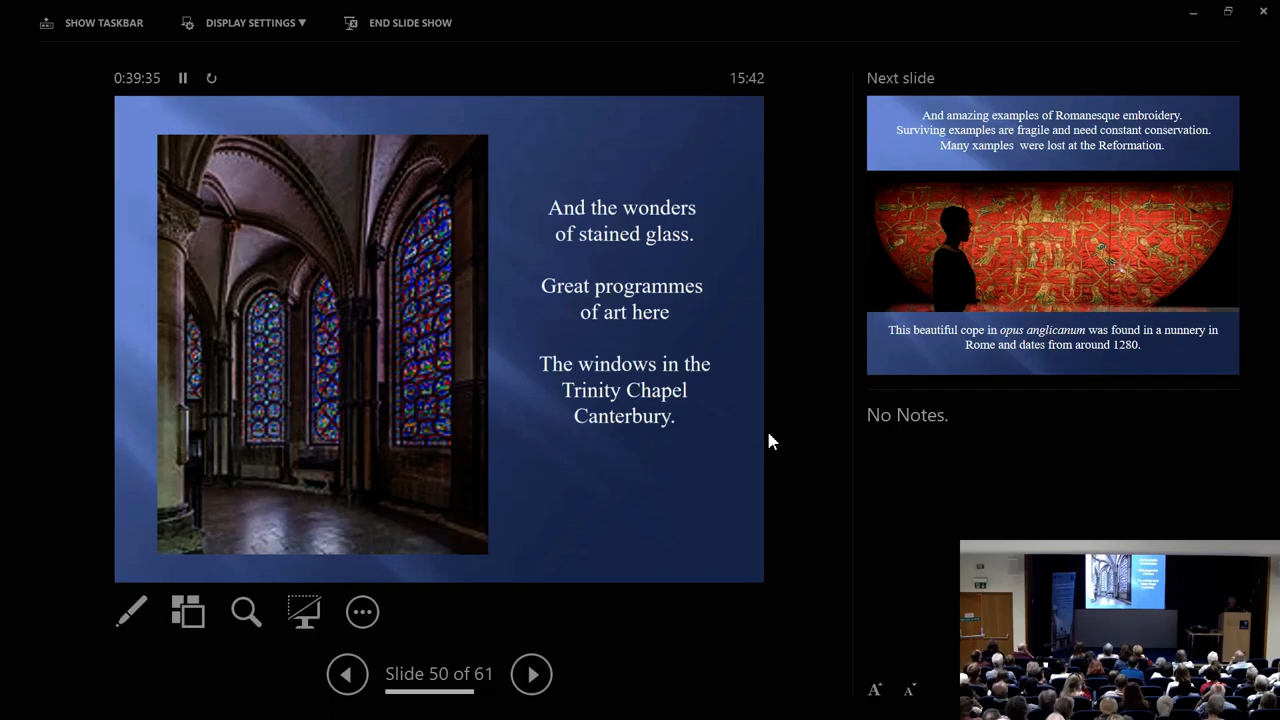 SHOW TASKBAR
DISPLAY SETTINGS ▼
END SLIDE SHOW
0:39:35
15:42
And the wonders
of stained glass.
Great programmes
of art here
The windows in the
Trinity Chapel
Canterbury.
Slide 50 of 61
Next slide
And amazing examples of Romanesque embroidery.
Surviving examples are fragile and need constant conservation.
Many xamples were lost at the Reformation.
This beautiful cope in opus anglicanum was found in a nunnery in
Rome and dates from around 1280.
No Notes.
A
A